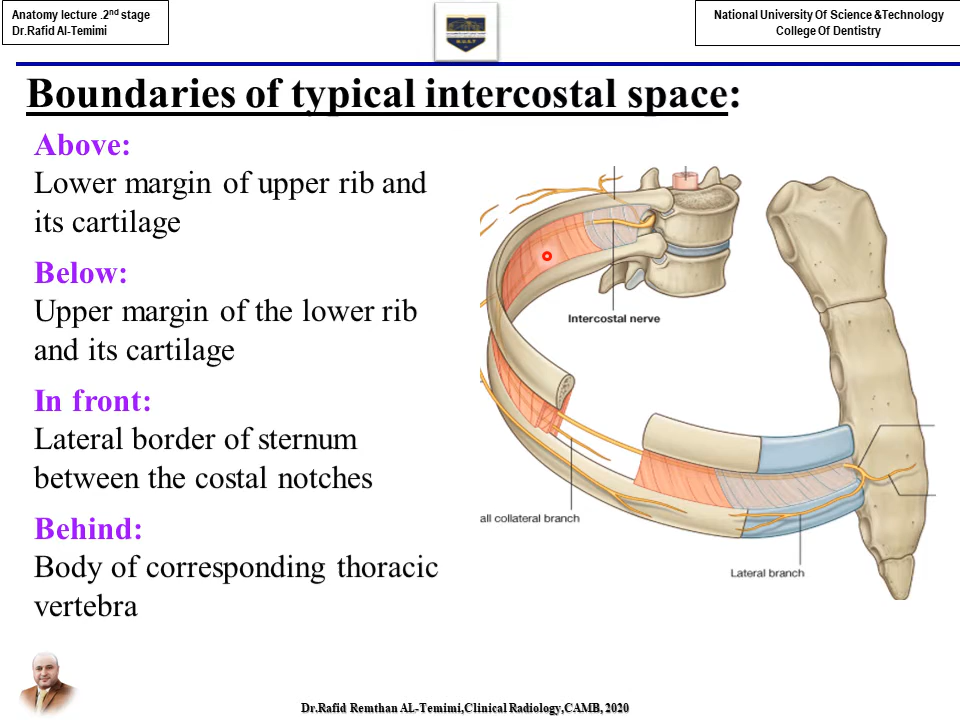 Anatomy lecture .2nd stage
Dr.Rafid Al-Temimi
National University Of Science &Technology
College Of Dentistry
Boundaries of typical intercostal space:
Above:
Lower margin of upper rib and
its cartilage
Below:
Upper margin of the lower rib
and its cartilage
In front:
Lateral border of sternum
between the costal notches
Behind:
Body of corresponding thoracic
vertebra
Intercostal nerve
all collateral branch
Lateral branch
Dr.Rafid Remthan AL-Temimi,Clinical Radiology,CAMB, 2020